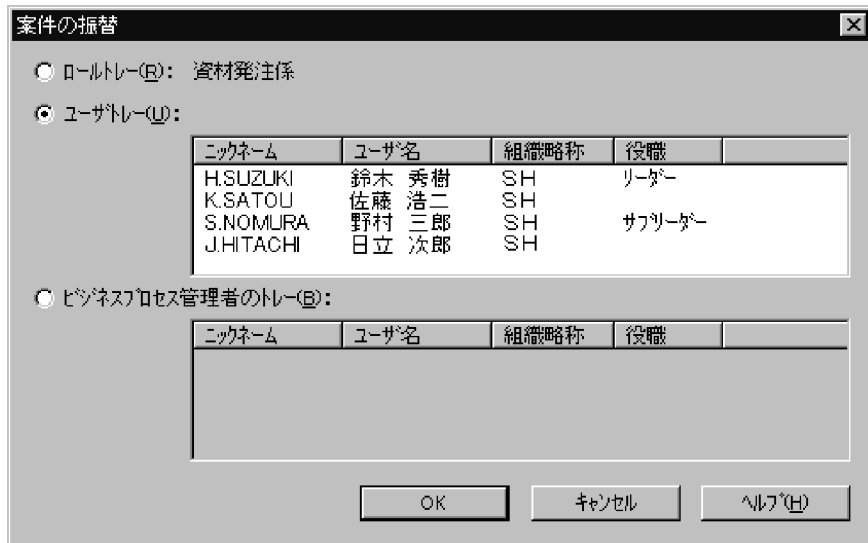 案件の振替
ﾛｰﾙﾄﾚｰ(R): 資材発注係
ﾕｰｻﾞﾄﾚｰ(U):
ﾆｯｸﾈｰﾑ ﾕｰｻﾞ名 組織略称 役職
H.SUZUKI 鈴木 秀樹 SH ﾘｰﾀﾞｰ
K.SATOU 佐藤 浩二 SH
S.NOMURA 野村 三郎 SH ｻﾌﾞﾘｰﾀﾞｰ
J.HITACHI 日立 次郎 SH
ﾋﾞｼﾞﾈｽﾌﾟﾛｾｽ管理者のﾄﾚｰ(B):
ﾆｯｸﾈｰﾑ ﾕｰｻﾞ名 組織略称 役職
OK ｷｬﾝｾﾙ ﾍﾙﾌﾟ(H)